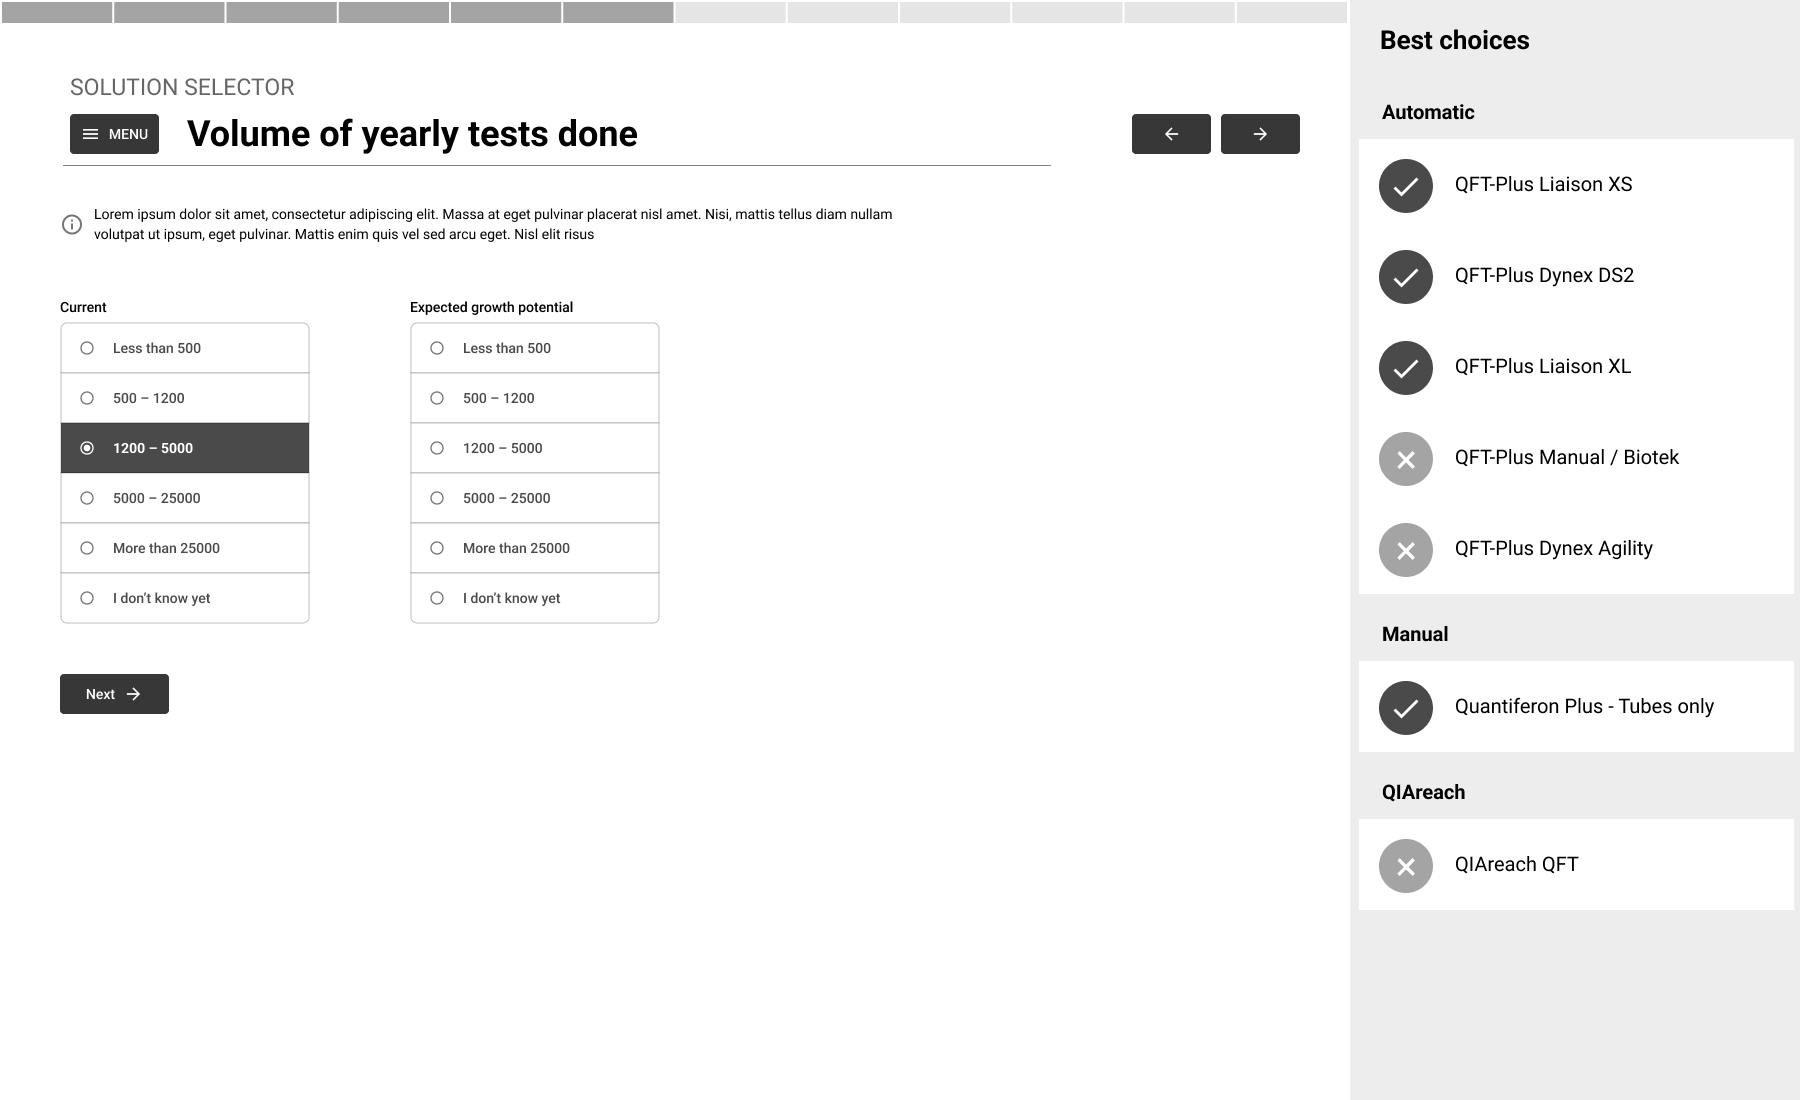 SOLUTION SELECTOR
MENU
Volume of yearly tests done
Lorem ipsum dolor sit amet, consectetur adipiscing elit. Massa at eget pulvinar placerat nisl amet. Nisi, mattis tellus diam nullam
volutpat ut ipsum, eget pulvinar. Mattis enim quis vel sed arcu eget. Nisl elit risus
Current
Less than 500
500 – 1200
1200 – 5000
5000 – 25000
More than 25000
I don’t know yet
Expected growth potential
Less than 500
500 – 1200
1200 – 5000
5000 – 25000
More than 25000
I don’t know yet
Next
Best choices
Automatic
QFT-Plus Liaison XS
QFT-Plus Dynex DS2
QFT-Plus Liaison XL
QFT-Plus Manual / Biotek
QFT-Plus Dynex Agility
Manual
Quantiferon Plus - Tubes only
QIAreach
QIAreach QFT